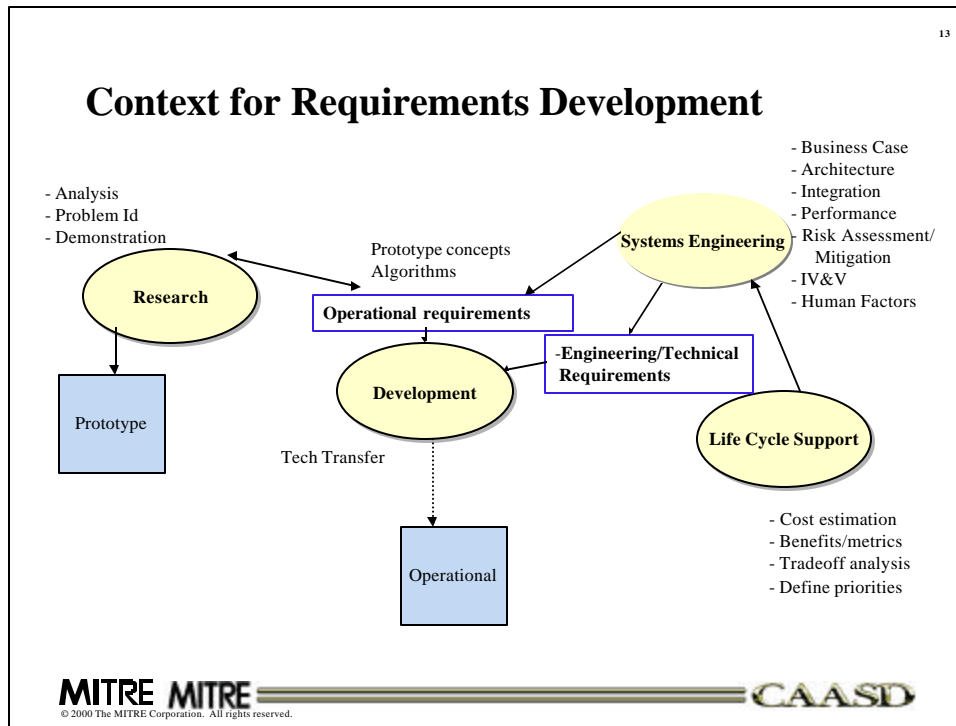 13
Context for Requirements Development
- Business Case
- Architecture
- Integration
- Performance
- Risk Assessment/
Mitigation
- IV&V
- Human Factors
- Analysis
- Problem Id
- Demonstration
Prototype concepts
Algorithms
Systems Engineering
Research
Operational requirements
-Engineering/Technical
Requirements
Development
Prototype
Life Cycle Support
Tech Transfer
Operational
- Cost estimation
- Benefits/metrics
- Tradeoff analysis
- Define priorities
MITRE MITRE CAASD
© 2000 The MITRE Corporation. All rights reserved.